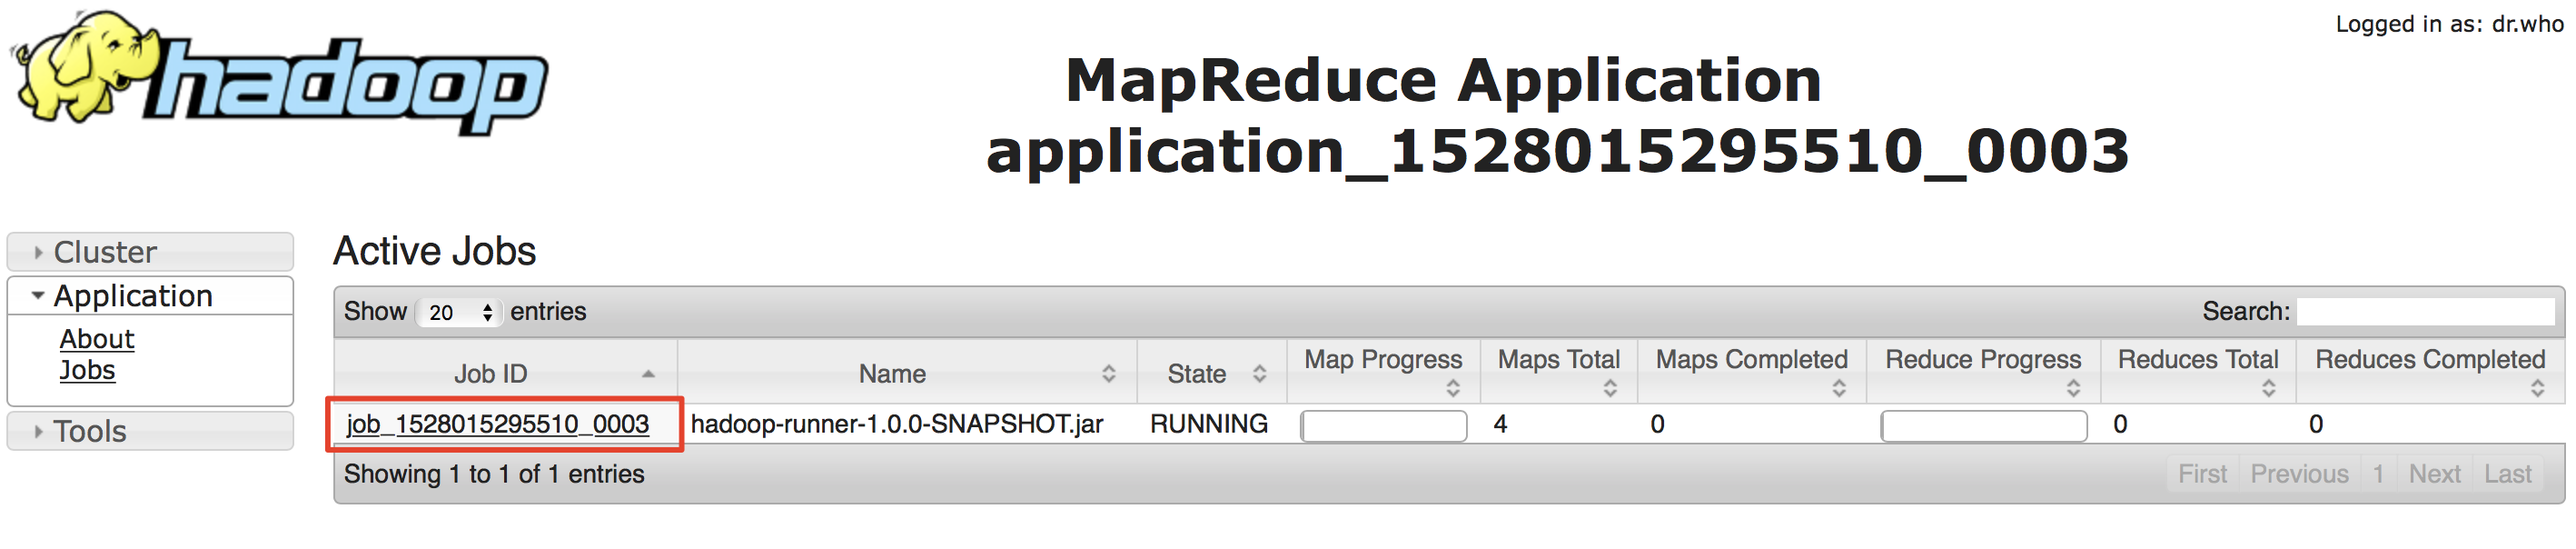 Logged in as: dr.who
hadoop
MapReduce Application
application_1528015295510_0003
Cluster
Application
About
Jobs
Tools
Active Jobs
Show 20 entries
Search:
Job ID Name State Map Progress Maps Total Maps Completed Reduce Progress Reduces Total Reduces Completed
job_1528015295510_0003 hadoop-runner-1.0.0-SNAPSHOT.jar RUNNING 4 0 0 0
Showing 1 to 1 of 1 entries
First Previous 1 Next Last